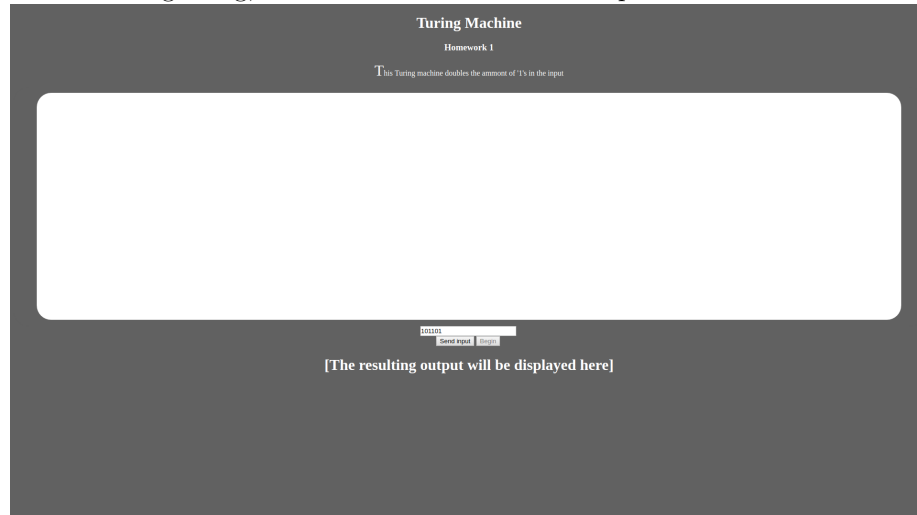 Turing Machine
Homework 1
This Turing machine doubles the ammont of '1's in the input
101101
Send input Begin
[The resulting output will be displayed here]